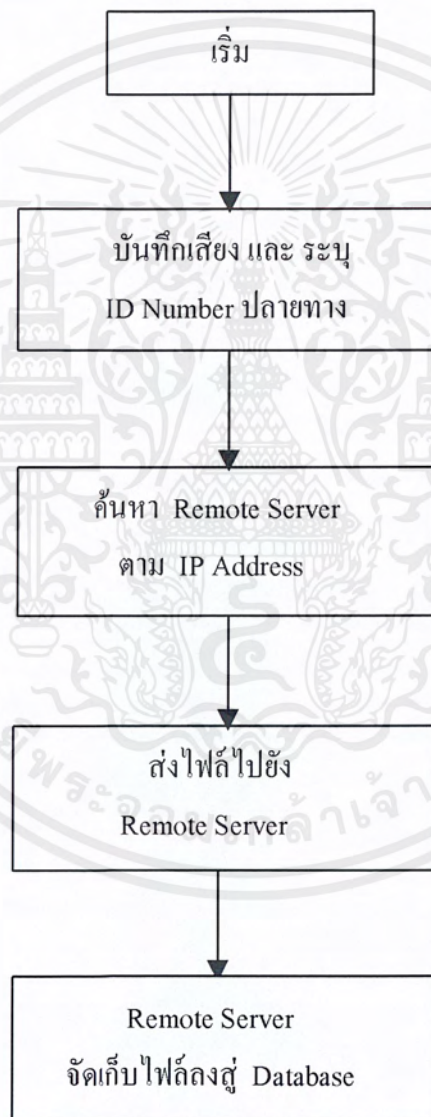 เริ่ม
บันทึกเสียง และ ระบุ
ID Number ปลายทาง
ค้นหา Remote Server
ตาม IP Address
ส่งไฟล์ไปยัง
Remote Server
Remote Server
จัดเก็บไฟล์ลงสู่ Database